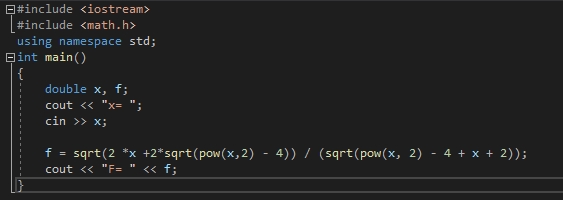 #include <iostream>
#include <math.h>
using namespace std;
int main()
{
double x, f;
cout << "x= ";
cin >> x;
f = sqrt(2 *x +2*sqrt(pow(x,2) - 4)) / (sqrt(pow(x, 2) - 4 + x + 2));
cout << "F= " << f;
}